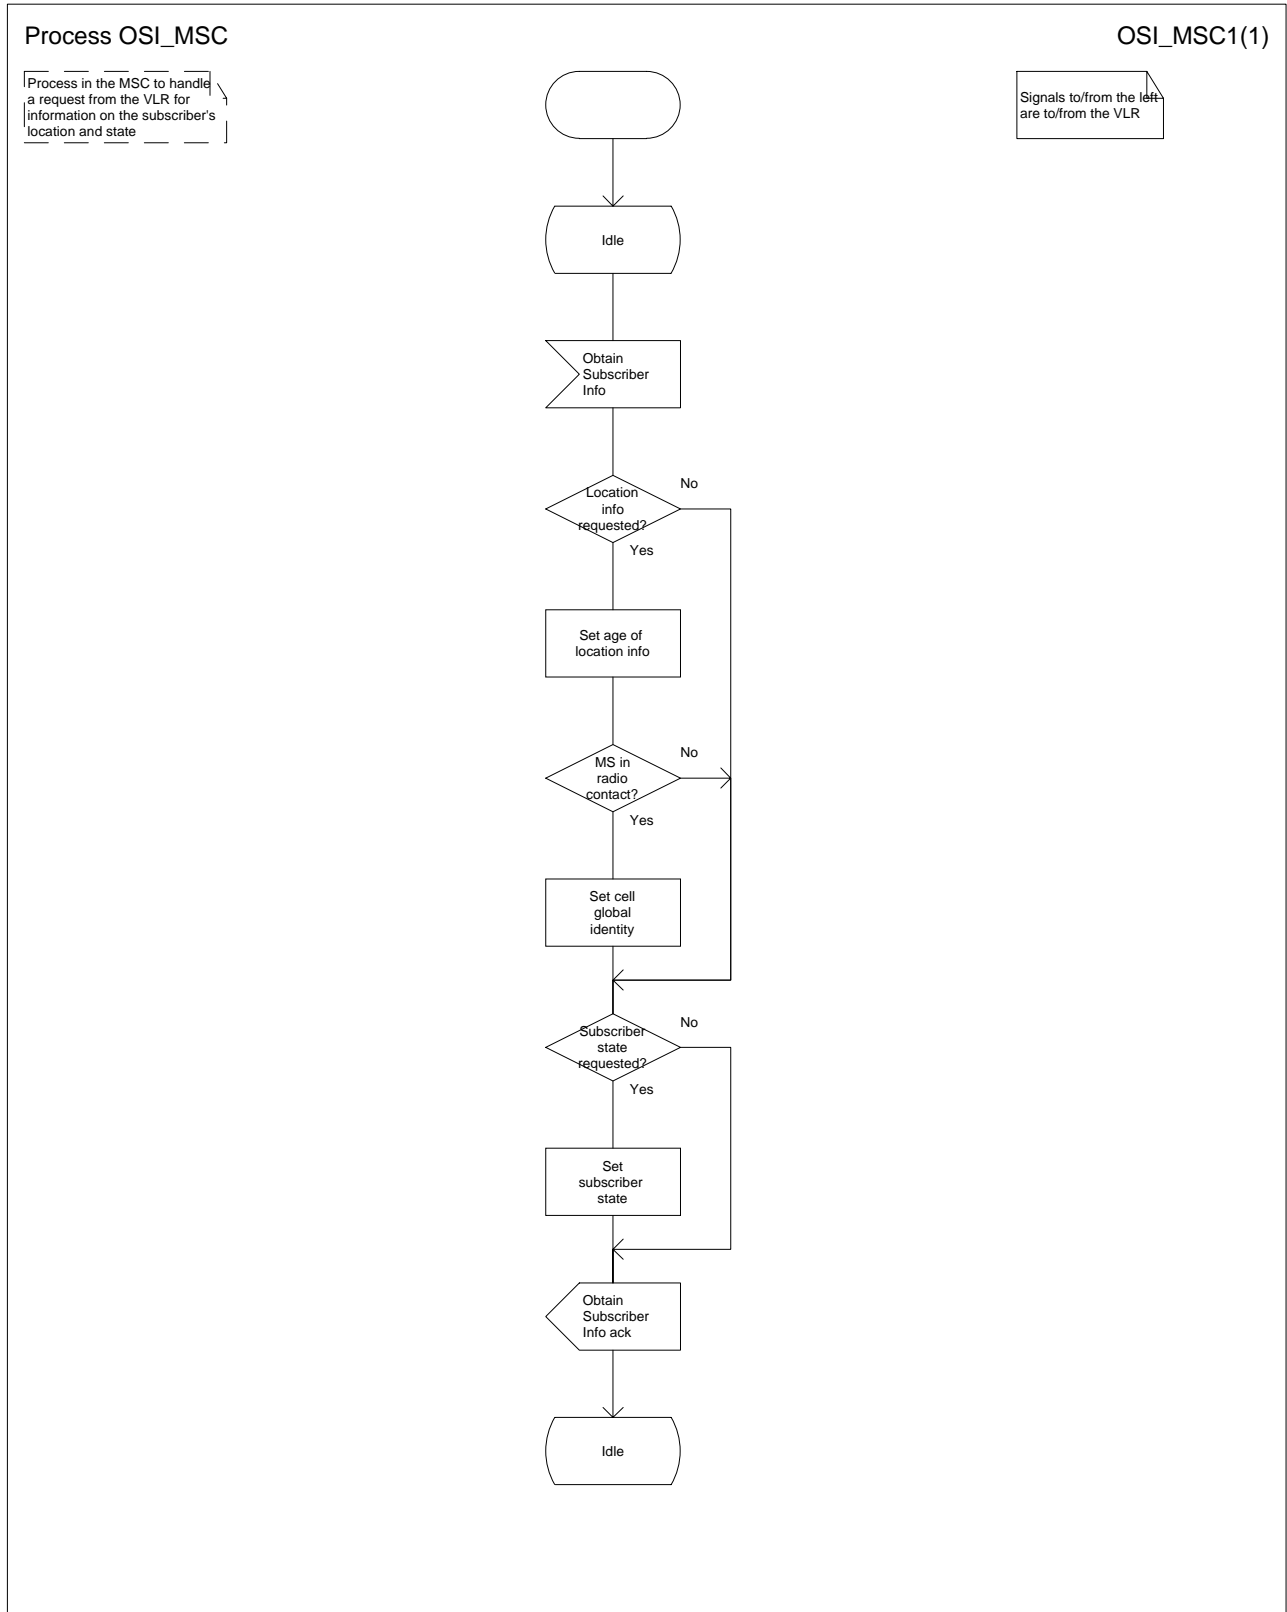 Process OSI_MSC
OSI_MSC1(1)
Process in the MSC to handle
a request from the VLR for
information on the subscriber's
location and state
Signals to/from the left
are to/from the VLR
Idle
Obtain
Subscriber
Info
Location
info
requested?
No
Yes
Set age of
location info
MS in
radio
contact?
No
Yes
Set cell
global
identity
Subscriber
state
requested?
No
Yes
Set
subscriber
state
Obtain
Subscriber
Info ack
Idle